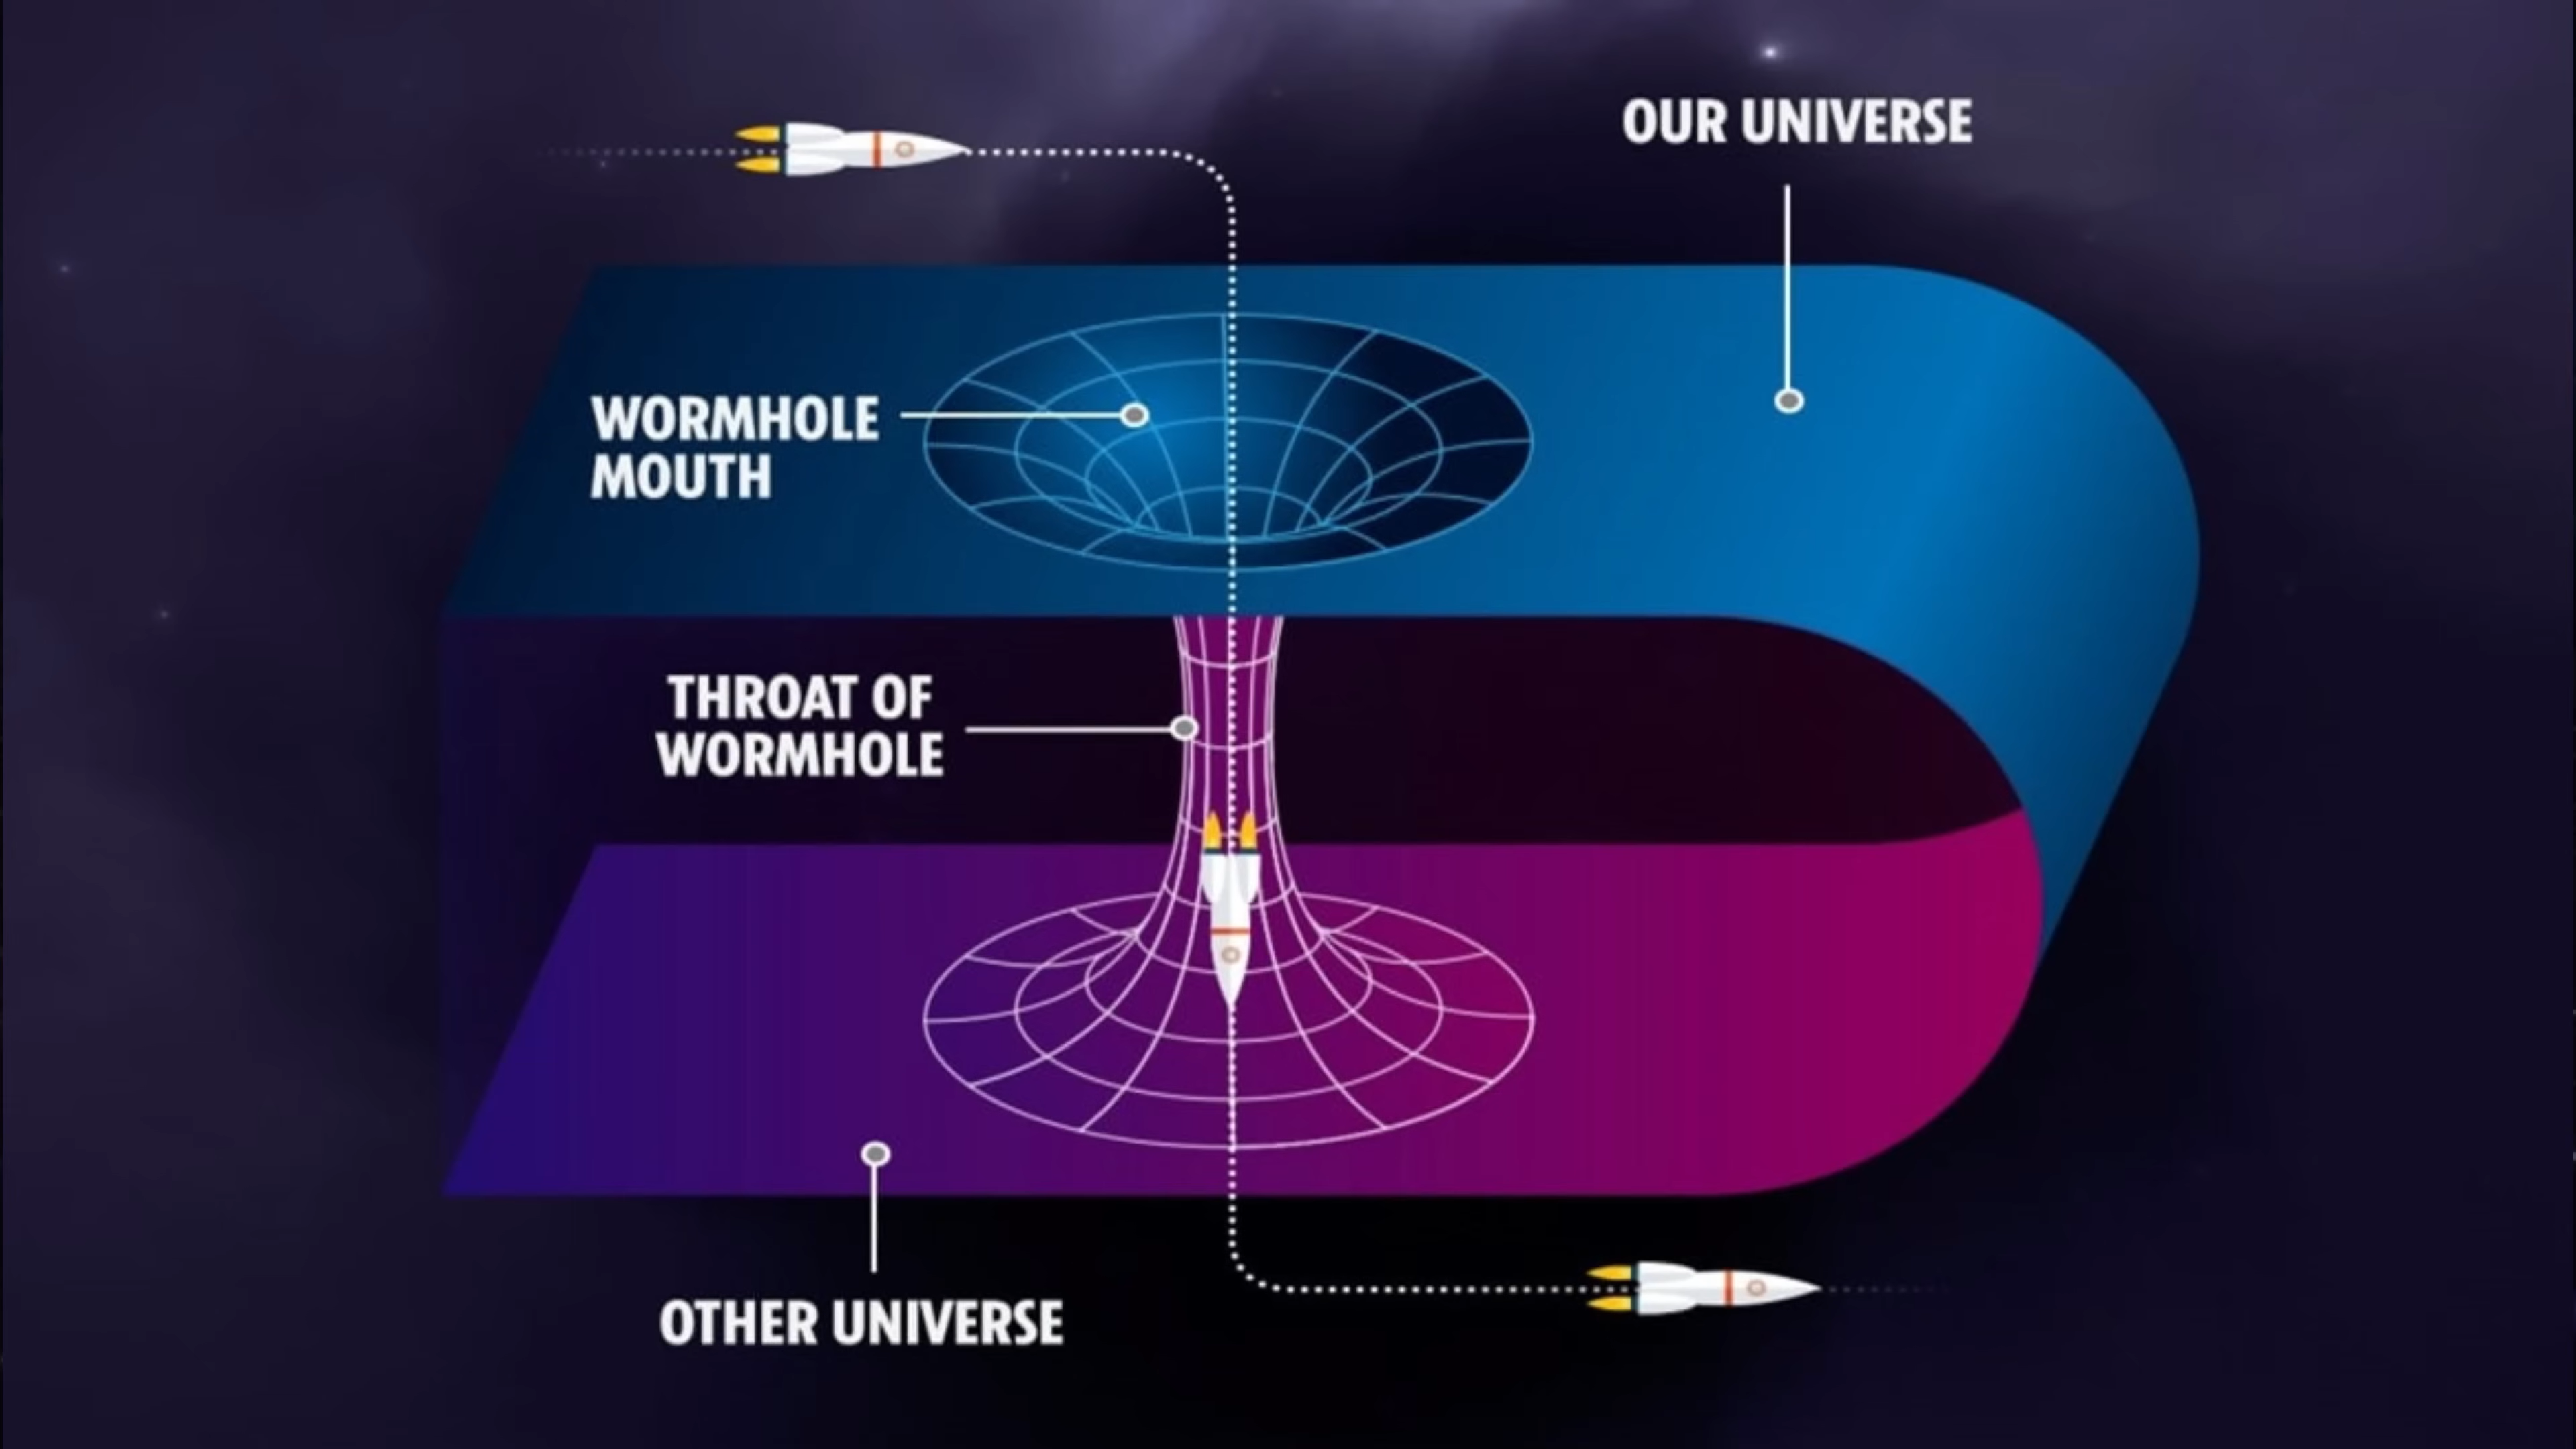 OUR UNIVERSE
WORMHOLE
MOUTH
THROAT OF
WORMHOLE
OTHER UNIVERSE